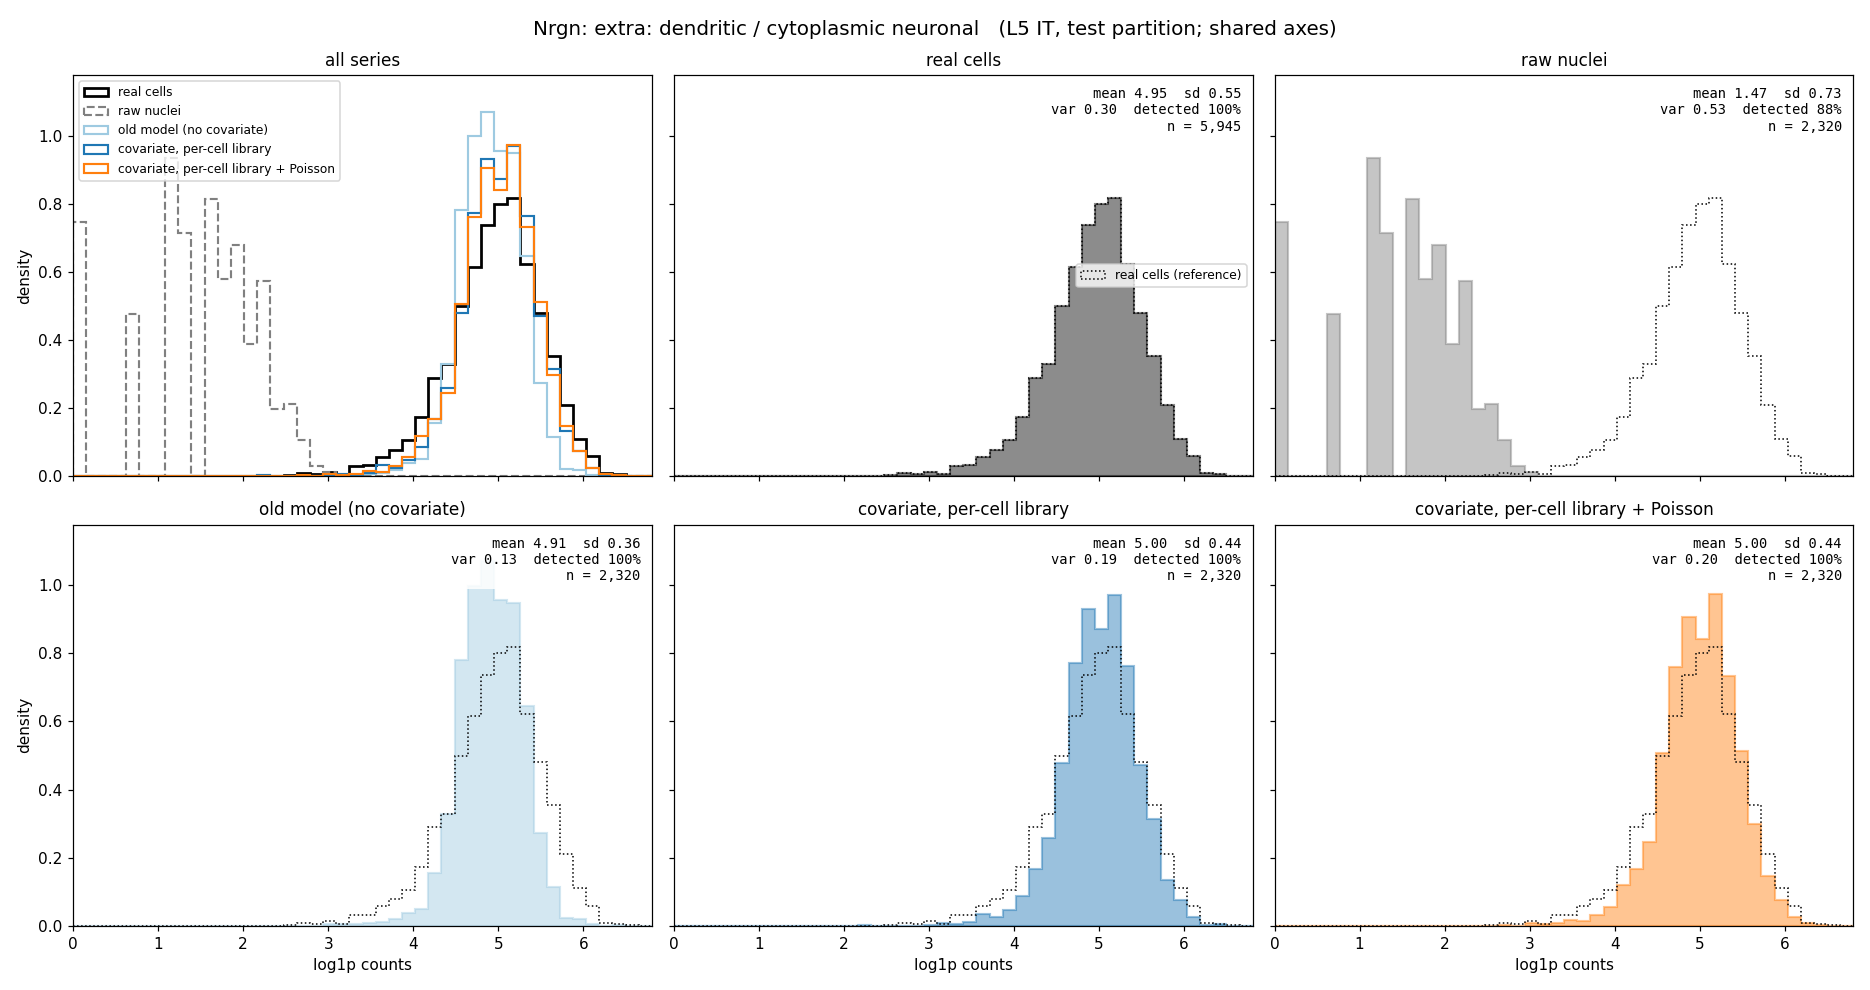 Nrgn: extra: dendritic / cytoplasmic neuronal (L5 IT, test partition; shared axes)
all series
real cells
raw nuclei
old model (no covariate)
covariate, per-cell library
covariate, per-cell library + Poisson
density
1.0
0.8
0.6
0.4
0.2
0.0
real cells
mean 4.95 sd 0.55
var 0.30 detected 100%
n = 5,945
real cells (reference)
raw nuclei
mean 1.47 sd 0.73
var 0.53 detected 88%
n = 2,320
old model (no covariate)
mean 4.91 sd 0.36
var 0.13 detected 100%
n = 2,320
density
1.0
0.8
0.6
0.4
0.2
0.0
0 1 2 3 4 5 6
log1p counts
covariate, per-cell library
mean 5.00 sd 0.44
var 0.19 detected 100%
n = 2,320
0 1 2 3 4 5 6
log1p counts
covariate, per-cell library + Poisson
mean 5.00 sd 0.44
var 0.20 detected 100%
n = 2,320
0 1 2 3 4 5 6
log1p counts